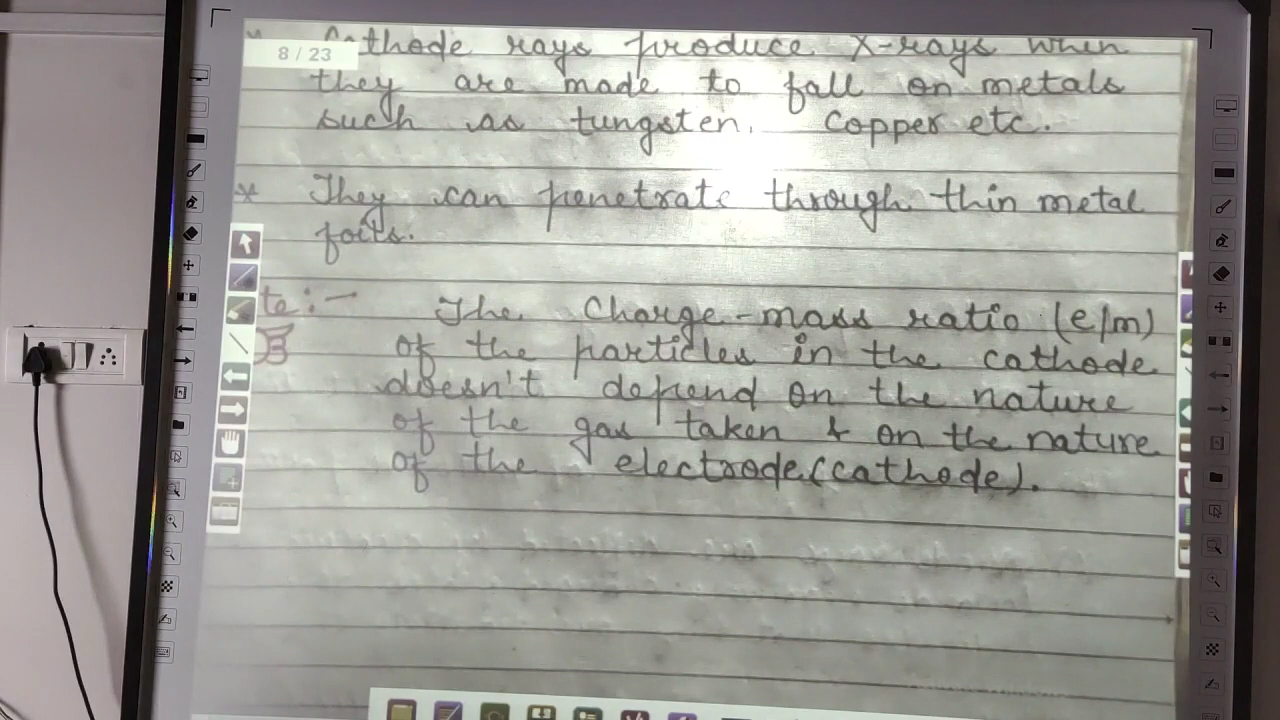 8 / 23
Cathode rays produce X-rays when
they are made to fall on metals
such as tungsten, Copper etc.
* They can penetrate through thin metal
foils.
te :- The Charge-mass ratio (e/m)
of the particles in the cathode
doesn't depend on the nature
of the gas taken & on the nature
of the electrode (cathode).